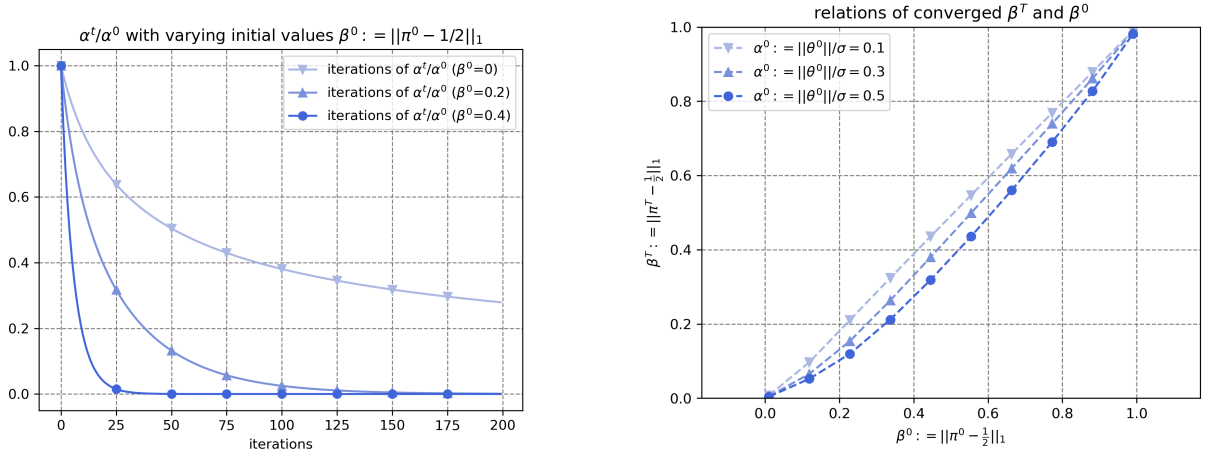 α^t/α^0 with varying initial values β^0 := ||π^0 − 1/2||_1
iterations of α^t/α^0 (β^0=0)
iterations of α^t/α^0 (β^0=0.2)
iterations of α^t/α^0 (β^0=0.4)
1.0
0.8
0.6
0.4
0.2
0.0
0 25 50 75 100 125 150 175 200
iterations
relations of converged β^T and β^0
α^0 := ||θ^0||/σ = 0.1
α^0 := ||θ^0||/σ = 0.3
α^0 := ||θ^0||/σ = 0.5
β^T := ||π^T − 1/2||_1
1.0
0.8
0.6
0.4
0.2
0.0
0.0 0.2 0.4 0.6 0.8 1.0
β^0 := ||π^0 − 1/2||_1